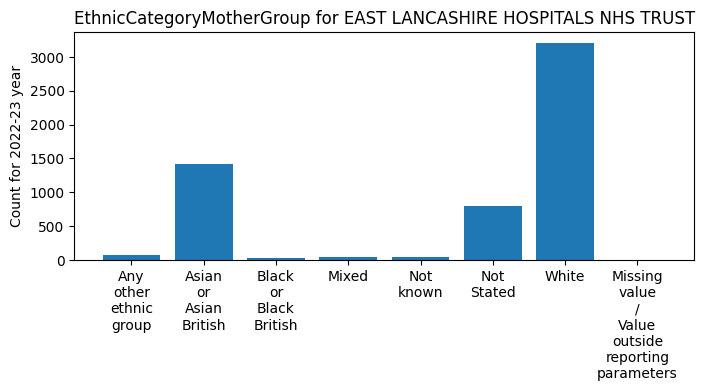 EthnicCategoryMotherGroup for EAST LANCASHIRE HOSPITALS NHS TRUST
Count for 2022-23 year
3000
2500
2000
1500
1000
500
0
Any
other
ethnic
group
Asian
or
Asian
British
Black
or
Black
British
Mixed
Not
known
Not
Stated
White
Missing
value
/
Value
outside
reporting
parameters